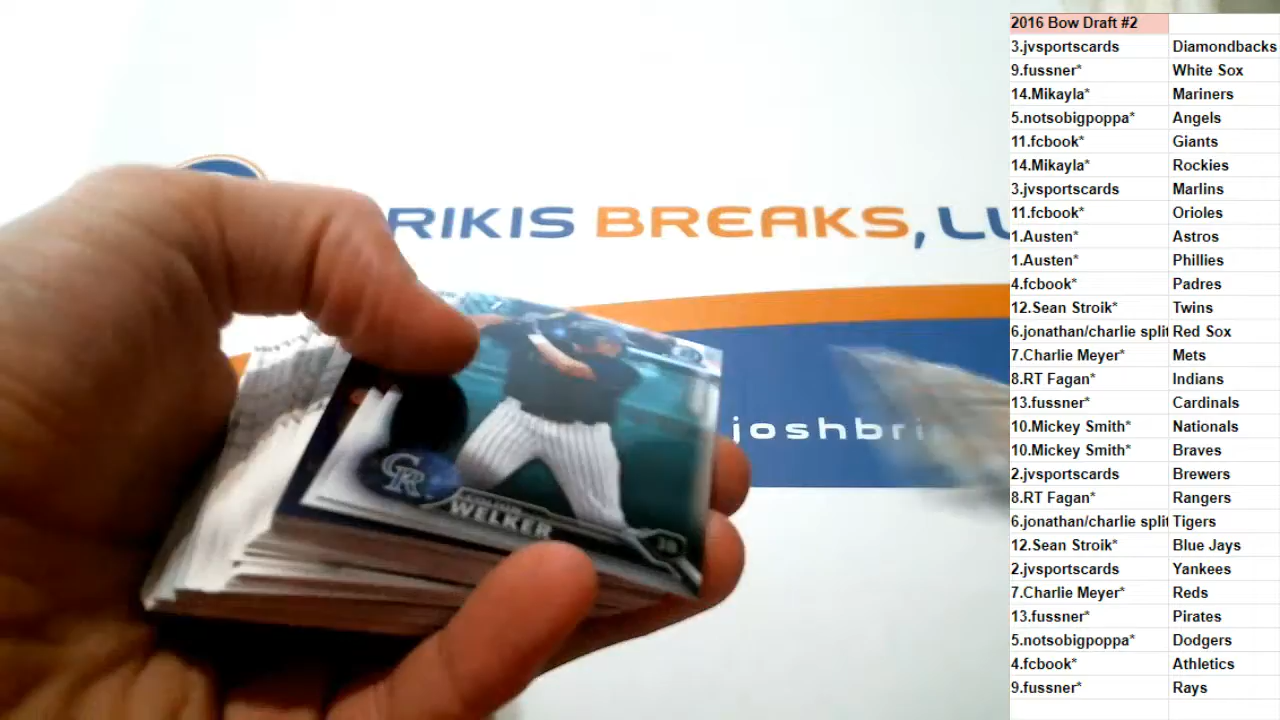 RIKIS BREAKS, LL
joshbri
CR
WELKER
3B
2016 Bow Draft #2
3.jvsportscards Diamondbacks
9.fussner* White Sox
14.Mikayla* Mariners
5.notsobigpoppa* Angels
11.fcbook* Giants
14.Mikayla* Rockies
3.jvsportscards Marlins
11.fcbook* Orioles
1.Austen* Astros
1.Austen* Phillies
4.fcbook* Padres
12.Sean Stroik* Twins
6.jonathan/charlie split Red Sox
7.Charlie Meyer* Mets
8.RT Fagan* Indians
13.fussner* Cardinals
10.Mickey Smith* Nationals
10.Mickey Smith* Braves
2.jvsportscards Brewers
8.RT Fagan* Rangers
6.jonathan/charlie split Tigers
12.Sean Stroik* Blue Jays
2.jvsportscards Yankees
7.Charlie Meyer* Reds
13.fussner* Pirates
5.notsobigpoppa* Dodgers
4.fcbook* Athletics
9.fussner* Rays